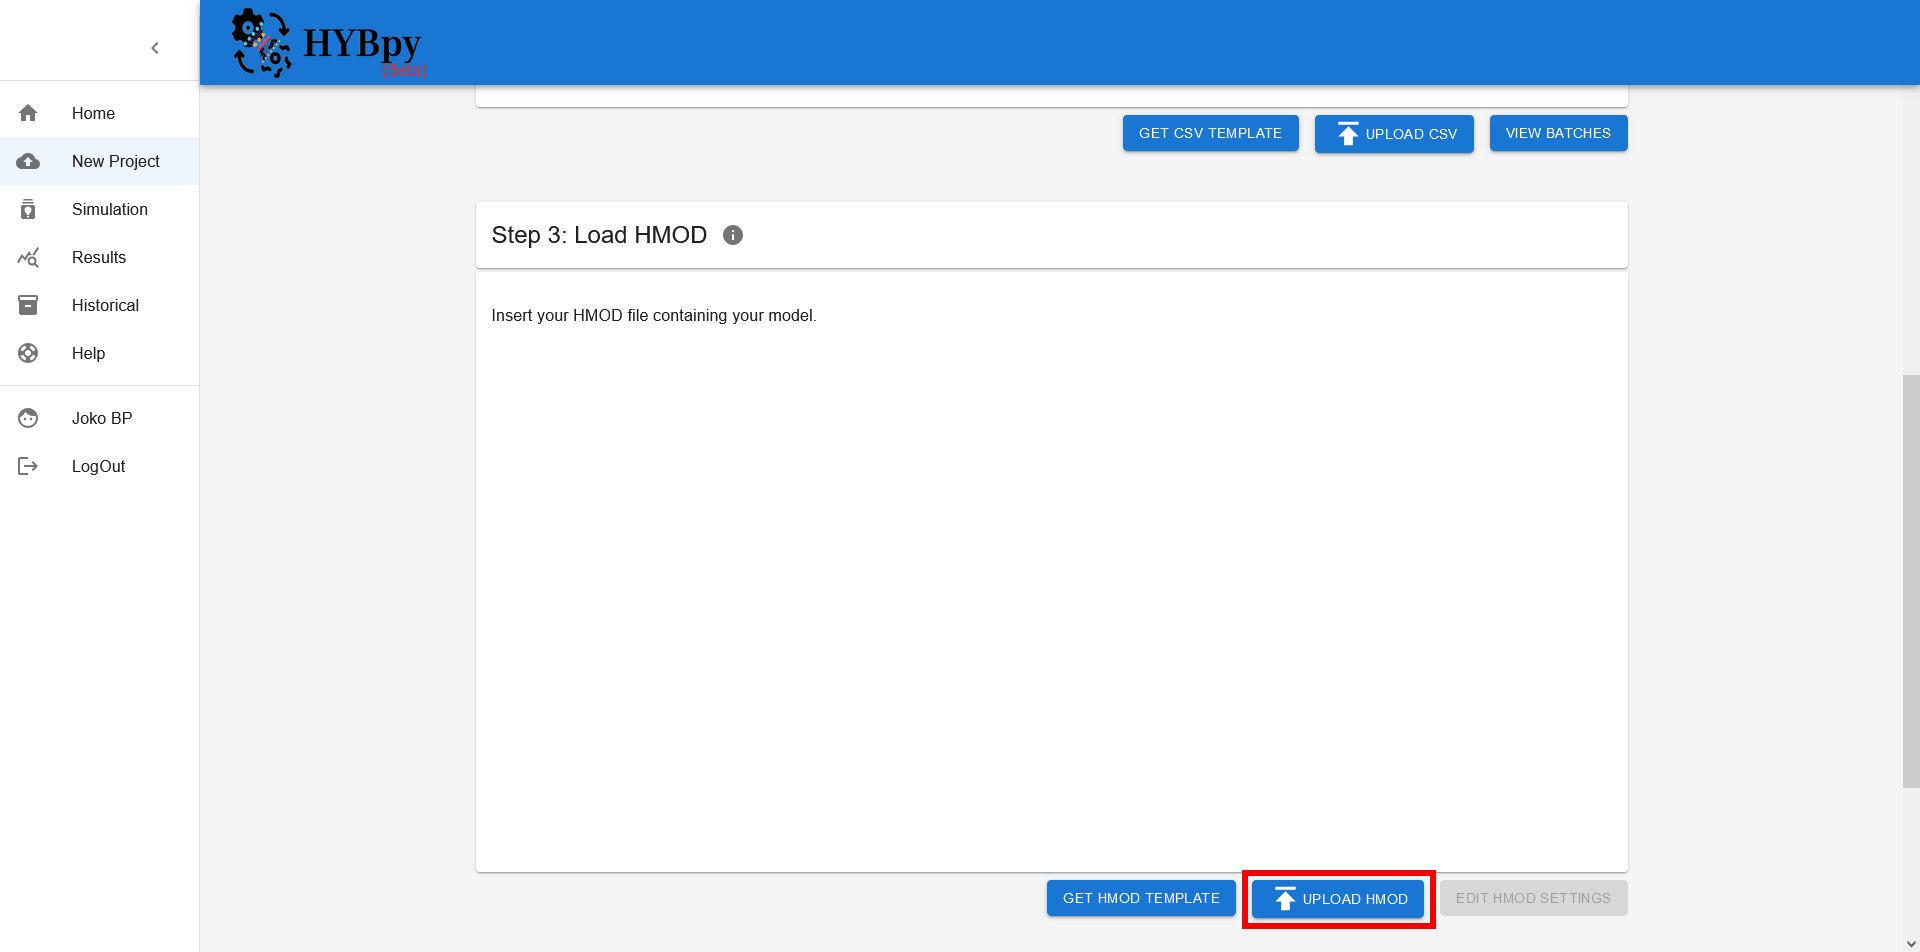 HYBpy
(Beta)
Home
New Project
Simulation
Results
Historical
Help
Joko BP
LogOut
GET CSV TEMPLATE
UPLOAD CSV
VIEW BATCHES
Step 3: Load HMOD
Insert your HMOD file containing your model.
GET HMOD TEMPLATE
UPLOAD HMOD
EDIT HMOD SETTINGS